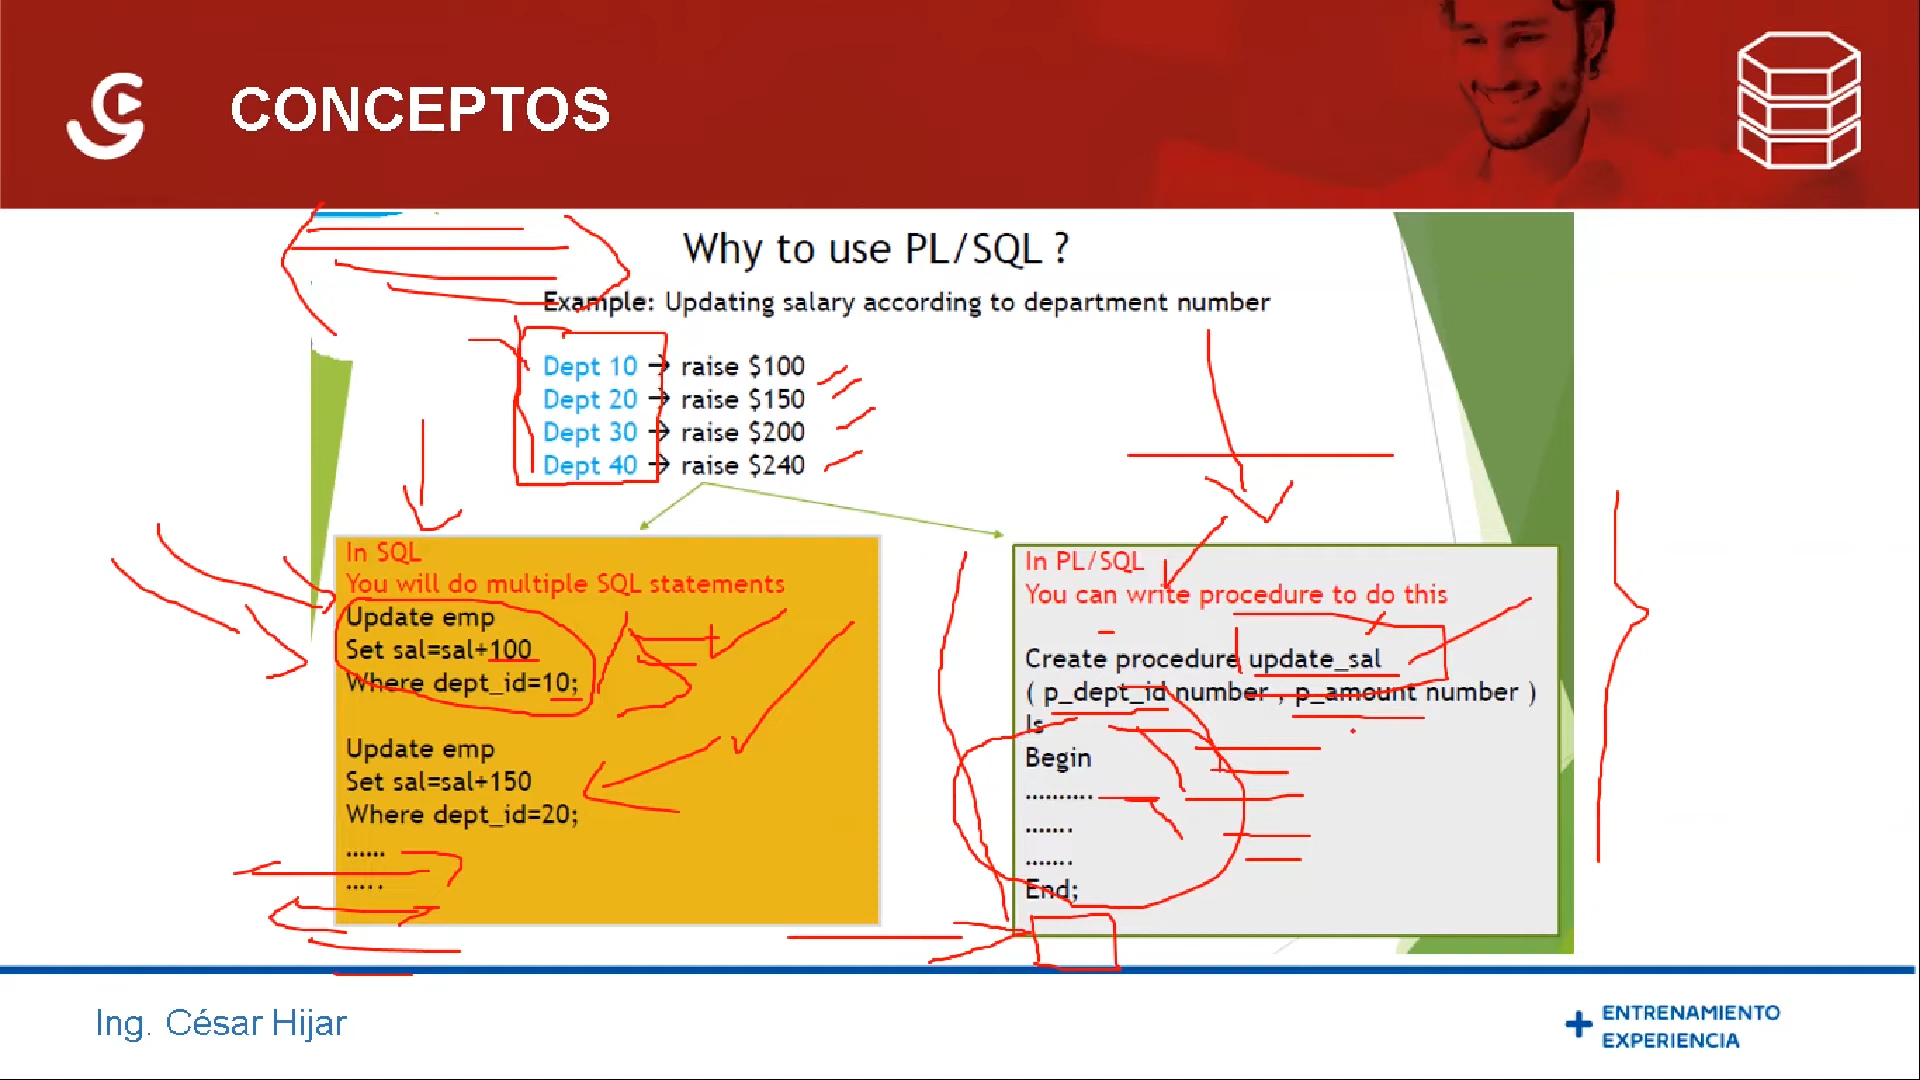 CONCEPTOS
Why to use PL/SQL ?
Example: Updating salary according to department number
Dept 10 → raise $100
Dept 20 → raise $150
Dept 30 → raise $200
Dept 40 → raise $240
In SQL
You will do multiple SQL statements
Update emp
Set sal=sal+100
Where dept_id=10;
Update emp
Set sal=sal+150
Where dept_id=20;
......
.....
In PL/SQL
You can write procedure to do this
Create procedure update_sal
( p_dept_id number , p_amount number )
Is
Begin
..........
.......
.......
End;
Ing. César Hijar
+ ENTRENAMIENTO
EXPERIENCIA